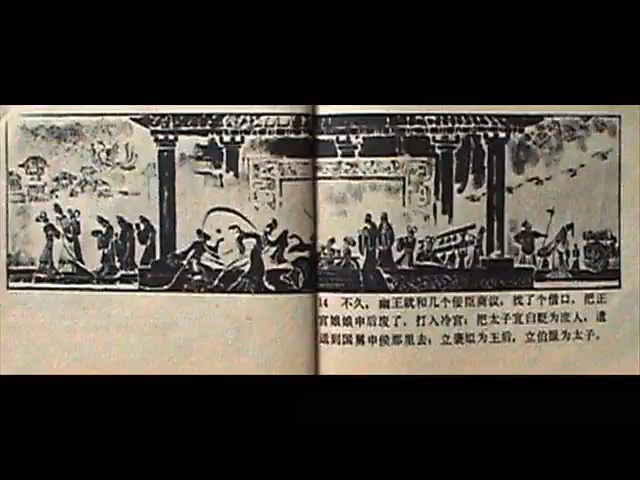 14 不久，幽王就和几个佞臣商议，找了个借口，把正
宫娘娘申后废了，打入冷宫；把太子宜臼贬为庶人，遣
送到国舅申侯那里去；立褒姒为王后，立伯服为太子。